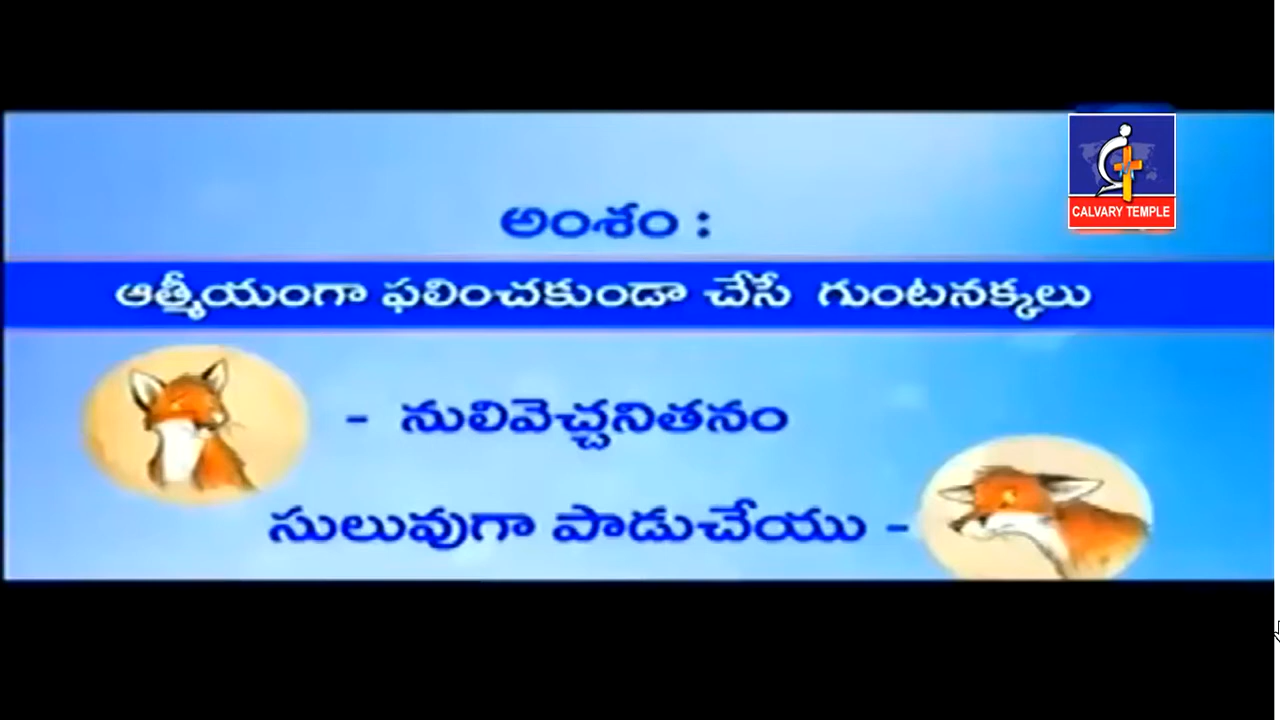 అంశం :
CALVARY TEMPLE
ఆత్మీయంగా ఫలించకుండా చేసే గుంటనక్కలు
- నులివెచ్చనితనం
సులువుగా పాడుచేయు -